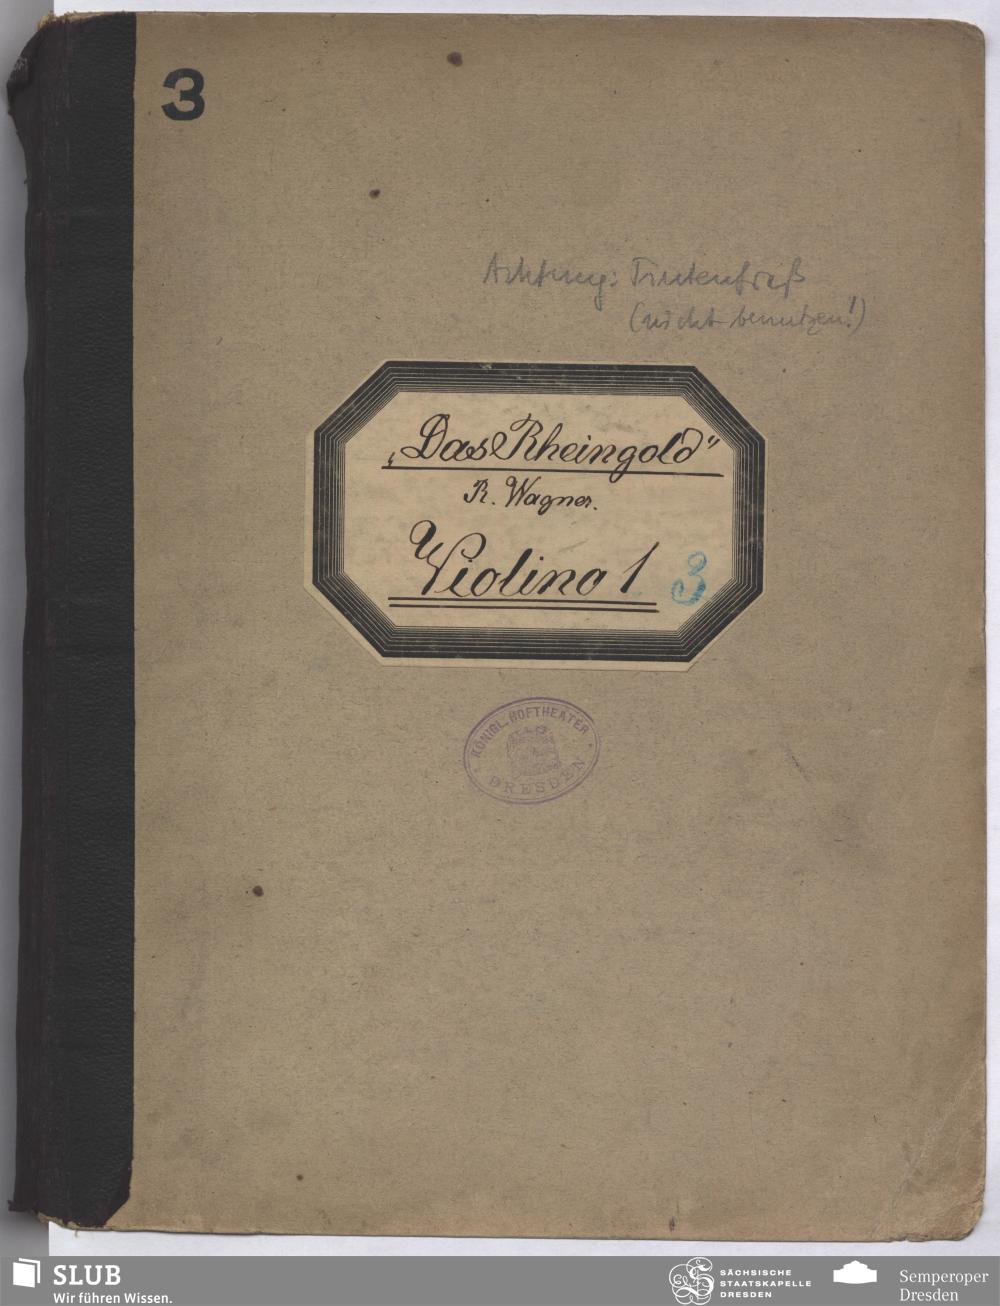 3
Achtung: Tintenfraß
(nicht benutzen!)
„Das Rheingold"
R. Wagner.
Violino 1
3
KÖNIGL. HOFTHEATER
DRESDEN
SLUB
Wir führen Wissen.
SÄCHSISCHE
STAATSKAPELLE
DRESDEN
Semperoper
Dresden